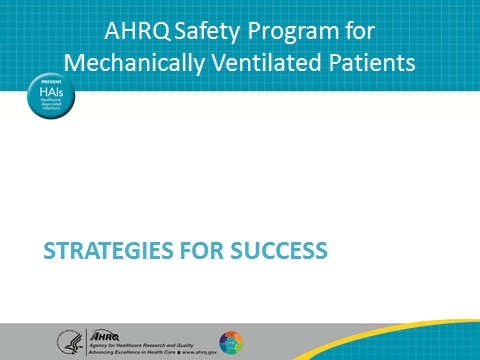 AHRQ Safety Program for
Mechanically Ventilated Patients
PREVENT
HAIs
Healthcare
Associated
Infections
STRATEGIES FOR SUCCESS
AHRQ
Agency for Healthcare Research and Quality
Advancing Excellence in Health Care • www.ahrq.gov